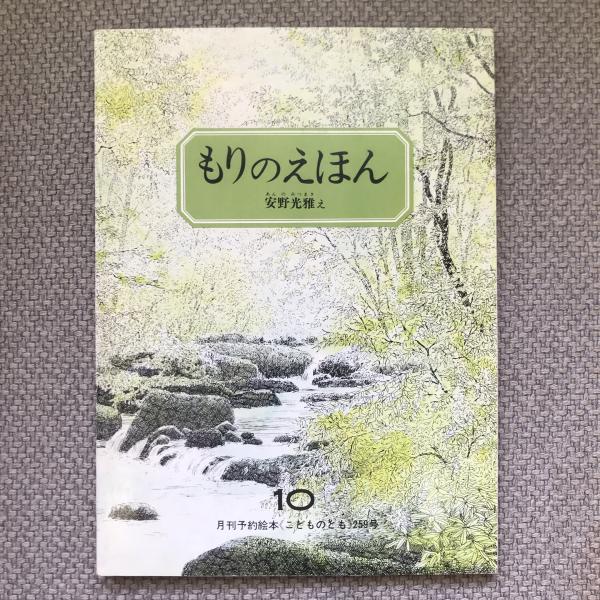 もりのえほん
あんのみつまさ
安野光雅え
10
月刊予約絵本《こどものとも》259号